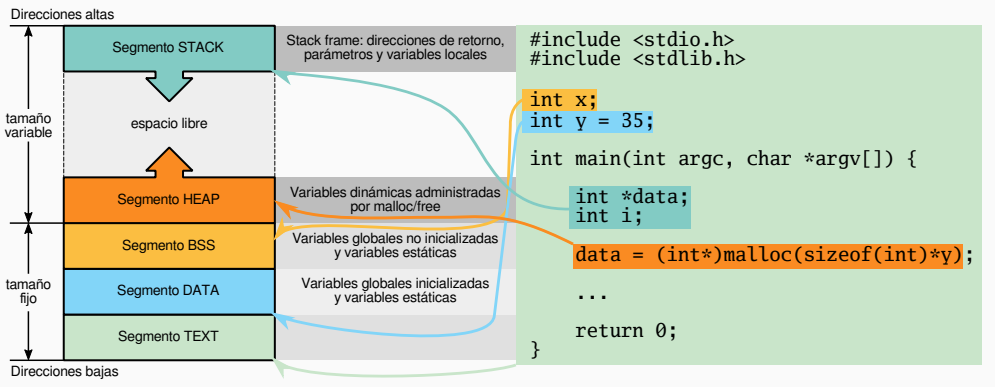 Direcciones altas
Segmento STACK
Stack frame: direcciones de retorno,
parámetros y variables locales
tamaño
variable
espacio libre
Segmento HEAP
Variables dinámicas administradas
por malloc/free
Segmento BSS
Variables globales no inicializadas
y variables estáticas
tamaño
fijo
Segmento DATA
Variables globales inicializadas
y variables estáticas
Segmento TEXT
Direcciones bajas
#include <stdio.h>
#include <stdlib.h>
int x;
int y = 35;
int main(int argc, char *argv[]) {
int *data;
int i;
data = (int*)malloc(sizeof(int)*y);
...
return 0;
}